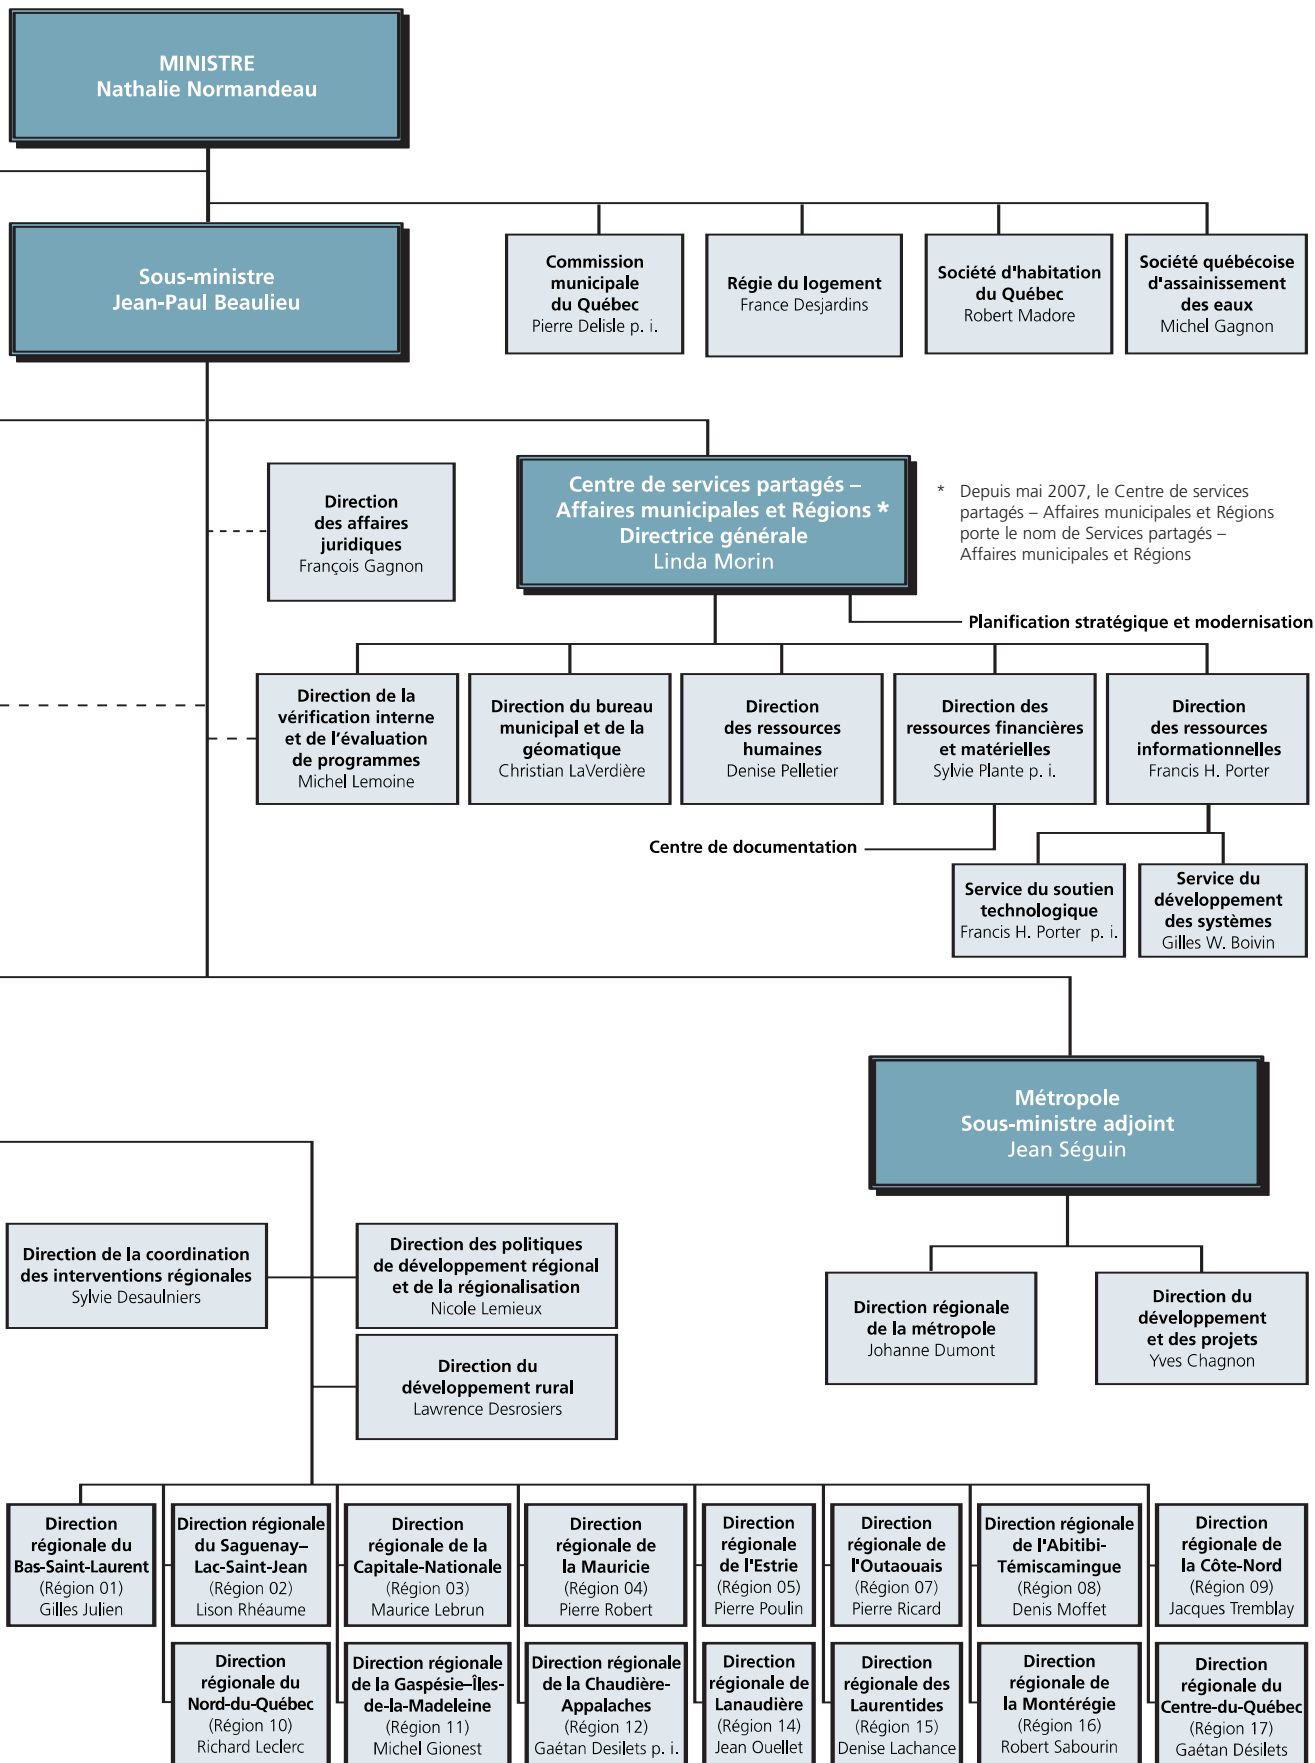 MINISTRE
Nathalie Normandeau
Sous-ministre
Jean-Paul Beaulieu
Commission
municipale
du Québec
Pierre Delisle p. i.
Régie du logement
France Desjardins
Société d'habitation
du Québec
Robert Madore
Société québécoise
d'assainissement
des eaux
Michel Gagnon
Direction
des affaires
juridiques
François Gagnon
Centre de services partagés –
Affaires municipales et Régions *
Directrice générale
Linda Morin
* Depuis mai 2007, le Centre de services
partagés – Affaires municipales et Régions
porte le nom de Services partagés –
Affaires municipales et Régions
Planification stratégique et modernisation
Direction de la
vérification interne
et de l'évaluation
de programmes
Michel Lemoine
Direction du bureau
municipal et de la
géomatique
Christian LaVerdière
Direction
des ressources
humaines
Denise Pelletier
Direction des
ressources financières
et matérielles
Sylvie Plante p. i.
Direction
des ressources
informationnelles
Francis H. Porter
Centre de documentation
Service du soutien
technologique
Francis H. Porter p. i.
Service du
développement
des systèmes
Gilles W. Boivin
Métropole
Sous-ministre adjoint
Jean Séguin
Direction de la coordination
des interventions régionales
Sylvie Desaulniers
Direction des politiques
de développement régional
et de la régionalisation
Nicole Lemieux
Direction régionale
de la métropole
Johanne Dumont
Direction du
développement
et des projets
Yves Chagnon
Direction du
développement rural
Lawrence Desrosiers
Direction
régionale du
Bas-Saint-Laurent
(Région 01)
Gilles Julien
Direction régionale
du Saguenay–
Lac-Saint-Jean
(Région 02)
Lison Rhéaume
Direction
régionale de la
Capitale-Nationale
(Région 03)
Maurice Lebrun
Direction
régionale de
la Mauricie
(Région 04)
Pierre Robert
Direction
régionale
de l'Estrie
(Région 05)
Pierre Poulin
Direction
régionale de
l'Outaouais
(Région 07)
Pierre Ricard
Direction régionale
de l'Abitibi-
Témiscamingue
(Région 08)
Denis Moffet
Direction
régionale de
la Côte-Nord
(Région 09)
Jacques Tremblay
Direction
régionale du
Nord-du-Québec
(Région 10)
Richard Leclerc
Direction régionale
de la Gaspésie–Îles-
de-la-Madeleine
(Région 11)
Michel Gionest
Direction régionale
de la Chaudière-
Appalaches
(Région 12)
Gaétan Desilets p. i.
Direction
régionale de
Lanaudière
(Région 14)
Jean Ouellet
Direction
régionale des
Laurentides
(Région 15)
Denise Lachance
Direction
régionale de
la Montérégie
(Région 16)
Robert Sabourin
Direction
régionale du
Centre-du-Québec
(Région 17)
Gaétan Désilets